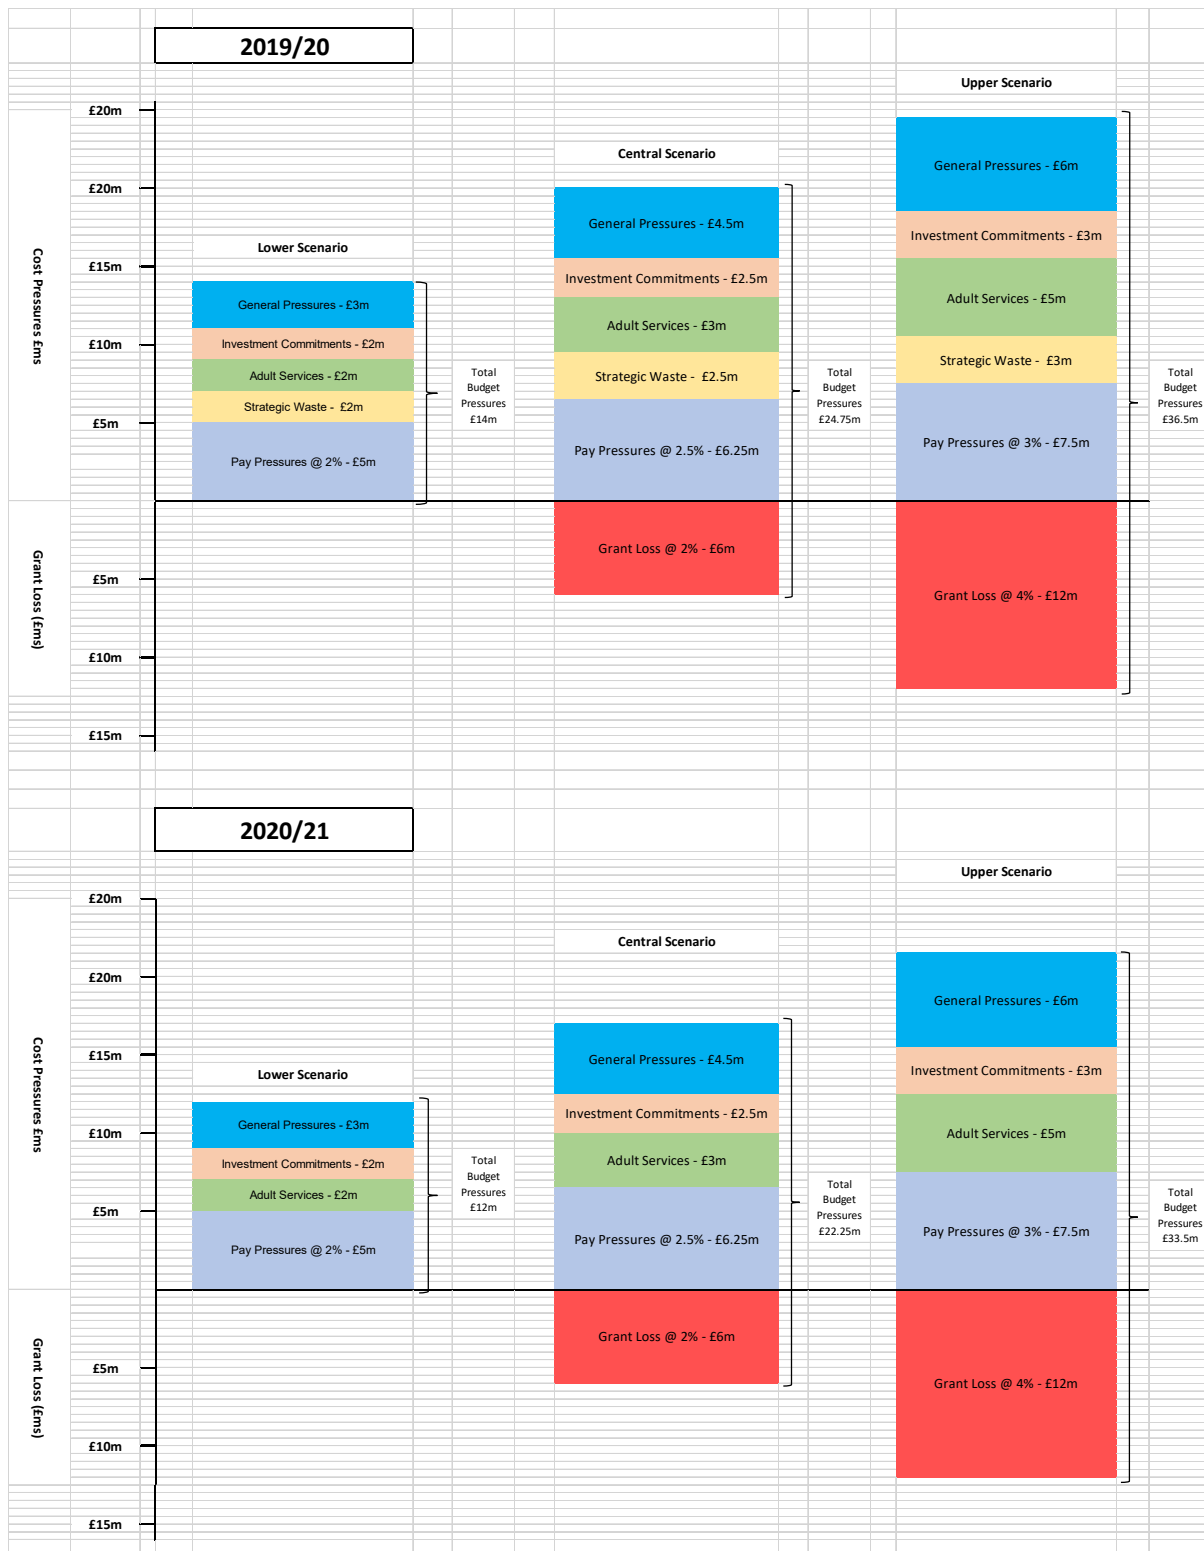 2019/20
Upper Scenario
£20m
Central Scenario
General Pressures - £6m
£20m
General Pressures - £4.5m
Investment Commitments - £3m
Lower Scenario
£15m
Investment Commitments - £2.5m
Adult Services - £5m
General Pressures - £3m
Cost Pressures £ms
Adult Services - £3m
£10m
Investment Commitments - £2m
Strategic Waste - £3m
Adult Services - £2m
Strategic Waste - £2.5m
Total
Budget
Pressures
£14m
Total
Budget
Pressures
£24.75m
Total
Budget
Pressures
£36.5m
Strategic Waste - £2m
£5m
Pay Pressures @ 2% - £5m
Pay Pressures @ 2.5% - £6.25m
Pay Pressures @ 3% - £7.5m
Grant Loss @ 2% - £6m
£5m
Grant Loss (£ms)
Grant Loss @ 4% - £12m
£10m
£15m
2020/21
Upper Scenario
£20m
Central Scenario
£20m
General Pressures - £6m
£15m
General Pressures - £4.5m
Investment Commitments - £3m
Lower Scenario
Cost Pressures £ms
Investment Commitments - £2.5m
General Pressures - £3m
£10m
Adult Services - £5m
Adult Services - £3m
Investment Commitments - £2m
Total
Budget
Pressures
£12m
Adult Services - £2m
Total
Budget
Pressures
£22.25m
Total
Budget
Pressures
£33.5m
£5m
Pay Pressures @ 2% - £5m
Pay Pressures @ 2.5% - £6.25m
Pay Pressures @ 3% - £7.5m
Grant Loss @ 2% - £6m
£5m
Grant Loss (£ms)
Grant Loss @ 4% - £12m
£10m
£15m